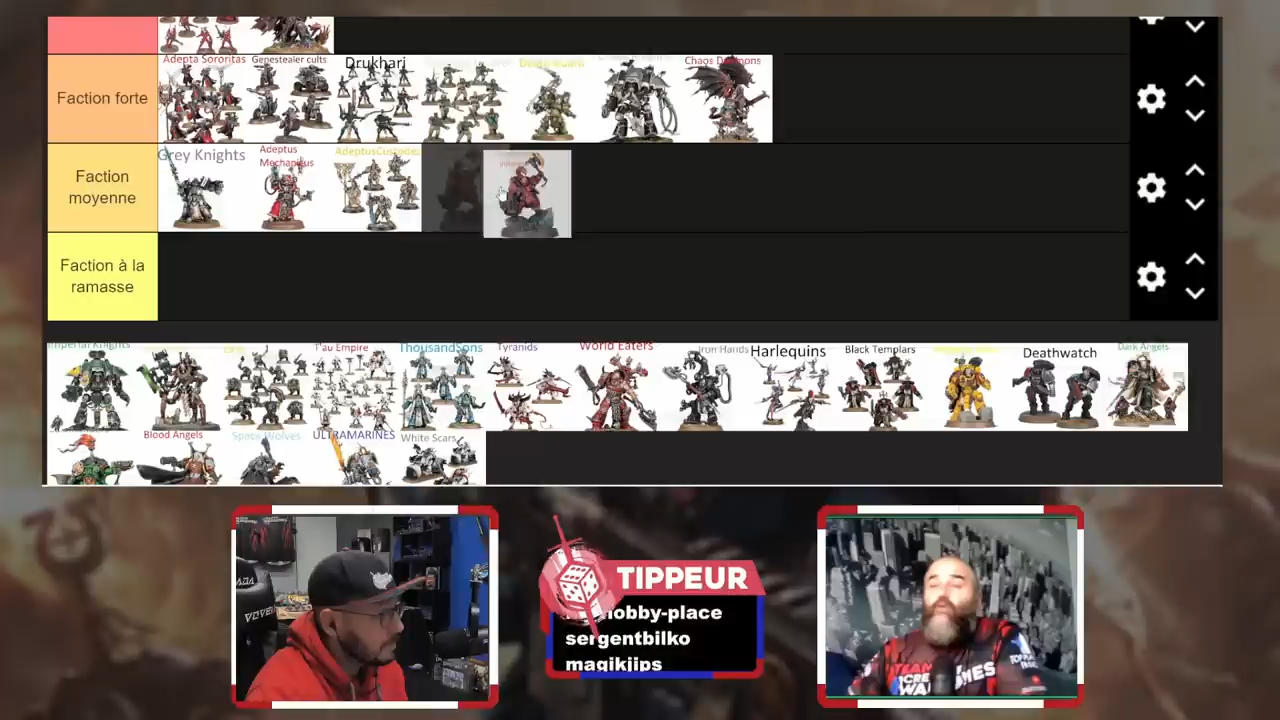 Adepta Sororitas
Genestealer cults
Drukhari
Chaos Daemons
Faction forte
Grey Knights
Adeptus
Mechanicus
AdeptusCustodes
Faction
moyenne
Faction à la
ramasse
Imperial Knights
T'au Empire
ThousandSons
Tyranids
World Eaters
Iron Hands
Harlequins
Black Templars
Deathwatch
Dark Angels
Blood Angels
Space Wolves
ULTRAMARINES
White Scars
TIPPEUR
hobby-place
sergentbilko
magikjips